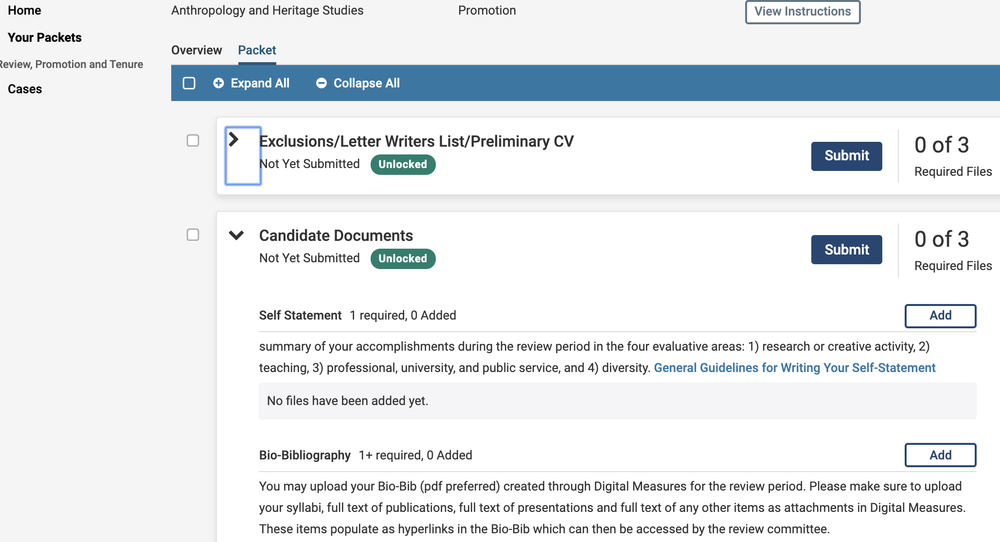 Home
Anthropology and Heritage Studies
Promotion
View Instructions
Your Packets
Overview
Packet
Review, Promotion and Tenure
Cases
Expand All
Collapse All
Exclusions/Letter Writers List/Preliminary CV
Not Yet Submitted
Unlocked
Submit
0 of 3
Required Files
Candidate Documents
Not Yet Submitted
Unlocked
Submit
0 of 3
Required Files
Self Statement 1 required, 0 Added
Add
summary of your accomplishments during the review period in the four evaluative areas: 1) research or creative activity, 2)
teaching, 3) professional, university, and public service, and 4) diversity. General Guidelines for Writing Your Self-Statement
No files have been added yet.
Bio-Bibliography 1+ required, 0 Added
Add
You may upload your Bio-Bib (pdf preferred) created through Digital Measures for the review period. Please make sure to upload
your syllabi, full text of publications, full text of presentations and full text of any other items as attachments in Digital Measures.
These items populate as hyperlinks in the Bio-Bib which can then be accessed by the review committee.